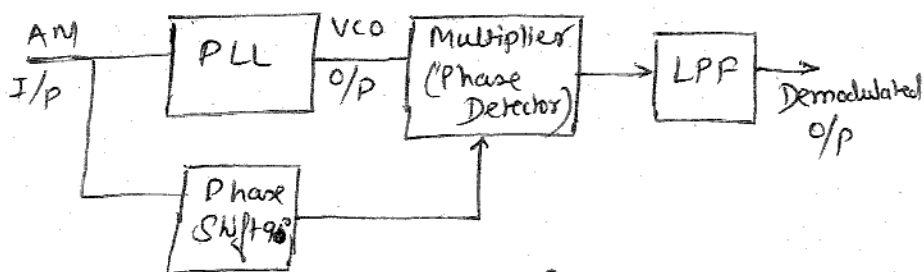 AM
I/P
PLL
VCO
O/P
Multiplier
(Phase
Detector)
LPF
Demodulated
O/P
Phase
Shift 90°